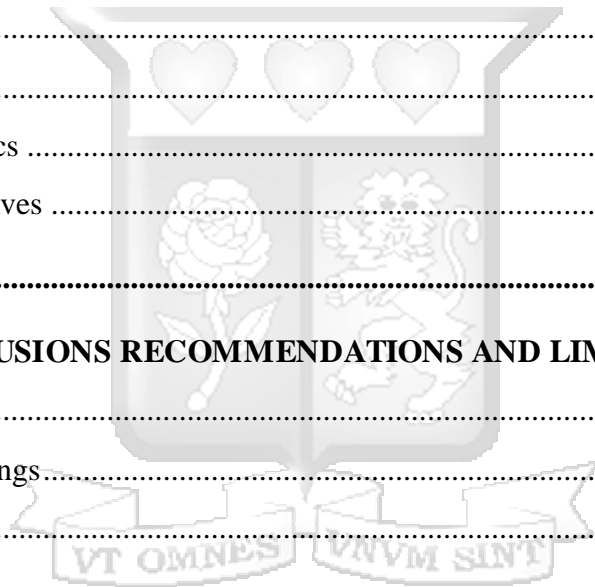 ........................................................................
........................................................................
cs ........................................................................
ves ........................................................................
........................................................................
USIONS RECOMMENDATIONS AND LIM
........................................................................
ngs........................................................................
........................................................................
VT OMNES VNVM SINT